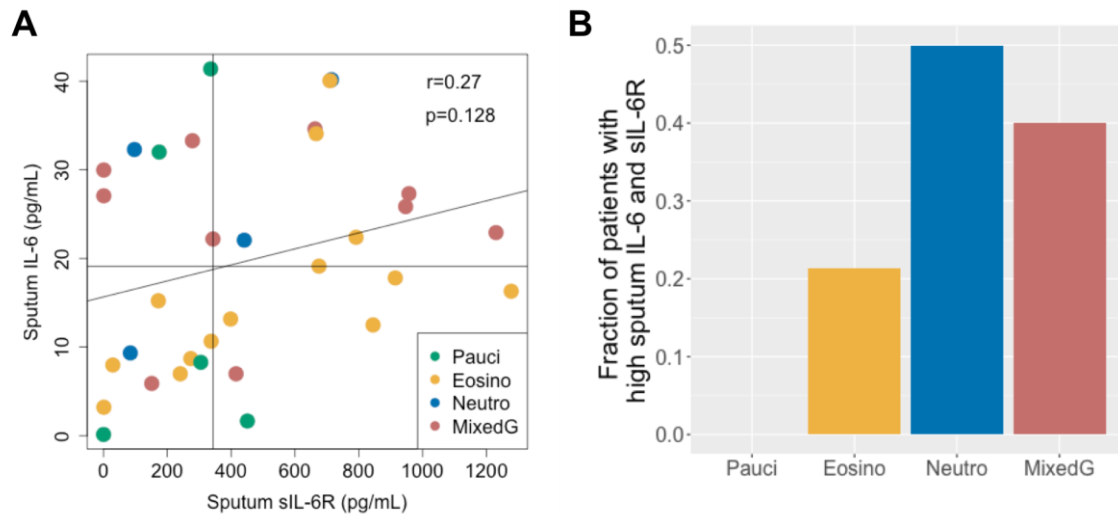 A
Sputum IL-6 (pg/mL)
40
30
20
10
0
r=0.27
p=0.128
Pauci
Eosino
Neutro
MixedG
0 200 400 600 800 1000 1200
Sputum sIL-6R (pg/mL)
B
Fraction of patients with
high sputum IL-6 and sIL-6R
0.5
0.4
0.3
0.2
0.1
0.0
Pauci Eosino Neutro MixedG